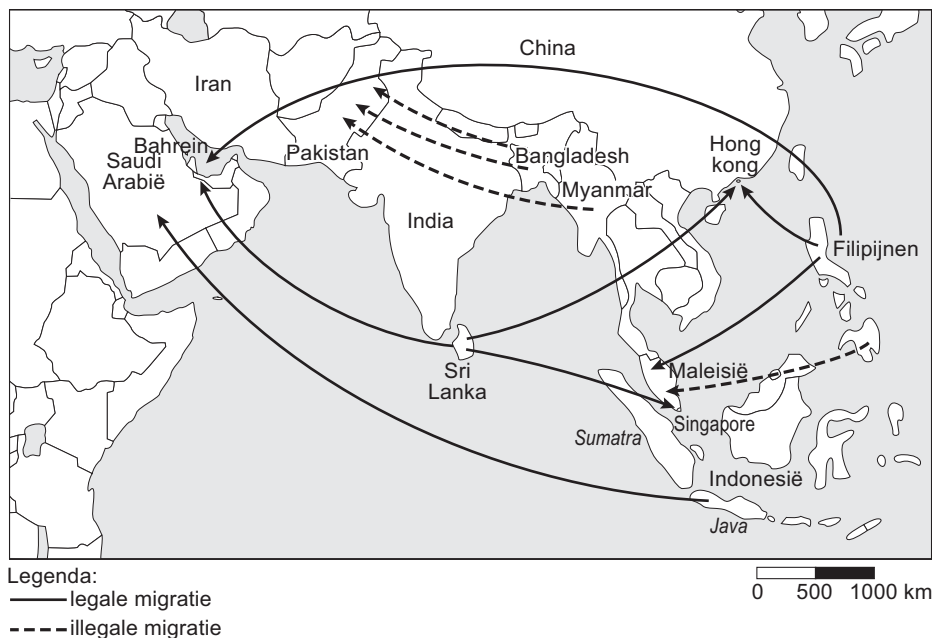 China
Iran
Hong
kong
Bahrein
Saudi
Arabië
Pakistan
Bangladesh
Myanmar
India
Filipijnen
Sri
Lanka
Maleisië
Singapore
Sumatra
Indonesië
Java
Legenda:
legale migratie
illegale migratie
0 500 1000 km